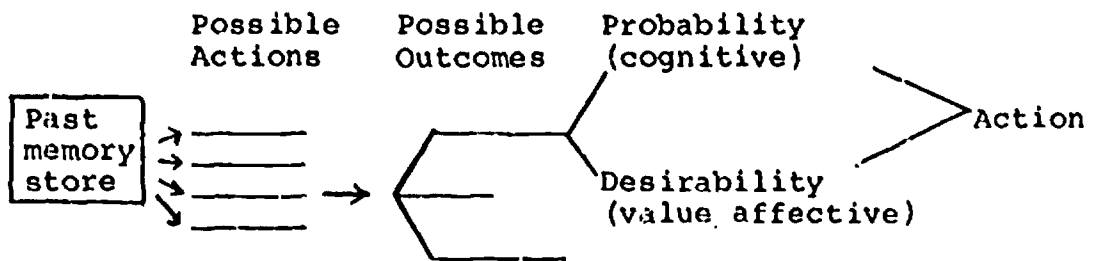 Possible
Actions
Possible
Outcomes
Probability
(cognitive)
Past
memory
store
Action
Desirability
(value affective)